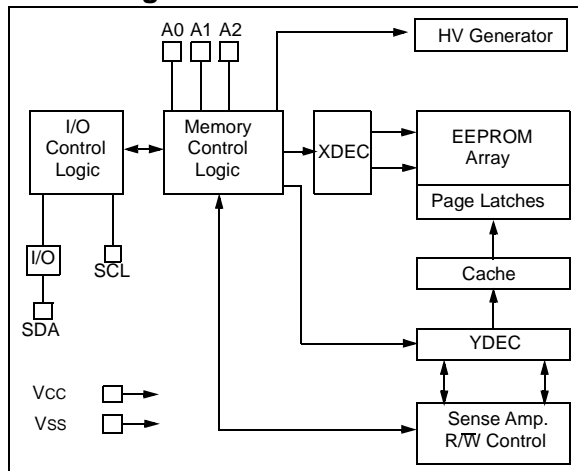 A0 A1 A2
HV Generator
I/O
Control
Logic
Memory
Control
Logic
XDEC
EEPROM
Array
Page Latches
I/O
SCL
SDA
Cache
YDEC
VCC
VSS
Sense Amp.
R/W̅ Control